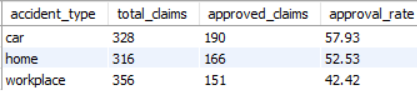 accident_type total_claims approved_claims approval_rate
car 328 190 57.93
home 316 166 52.53
workplace 356 151 42.42